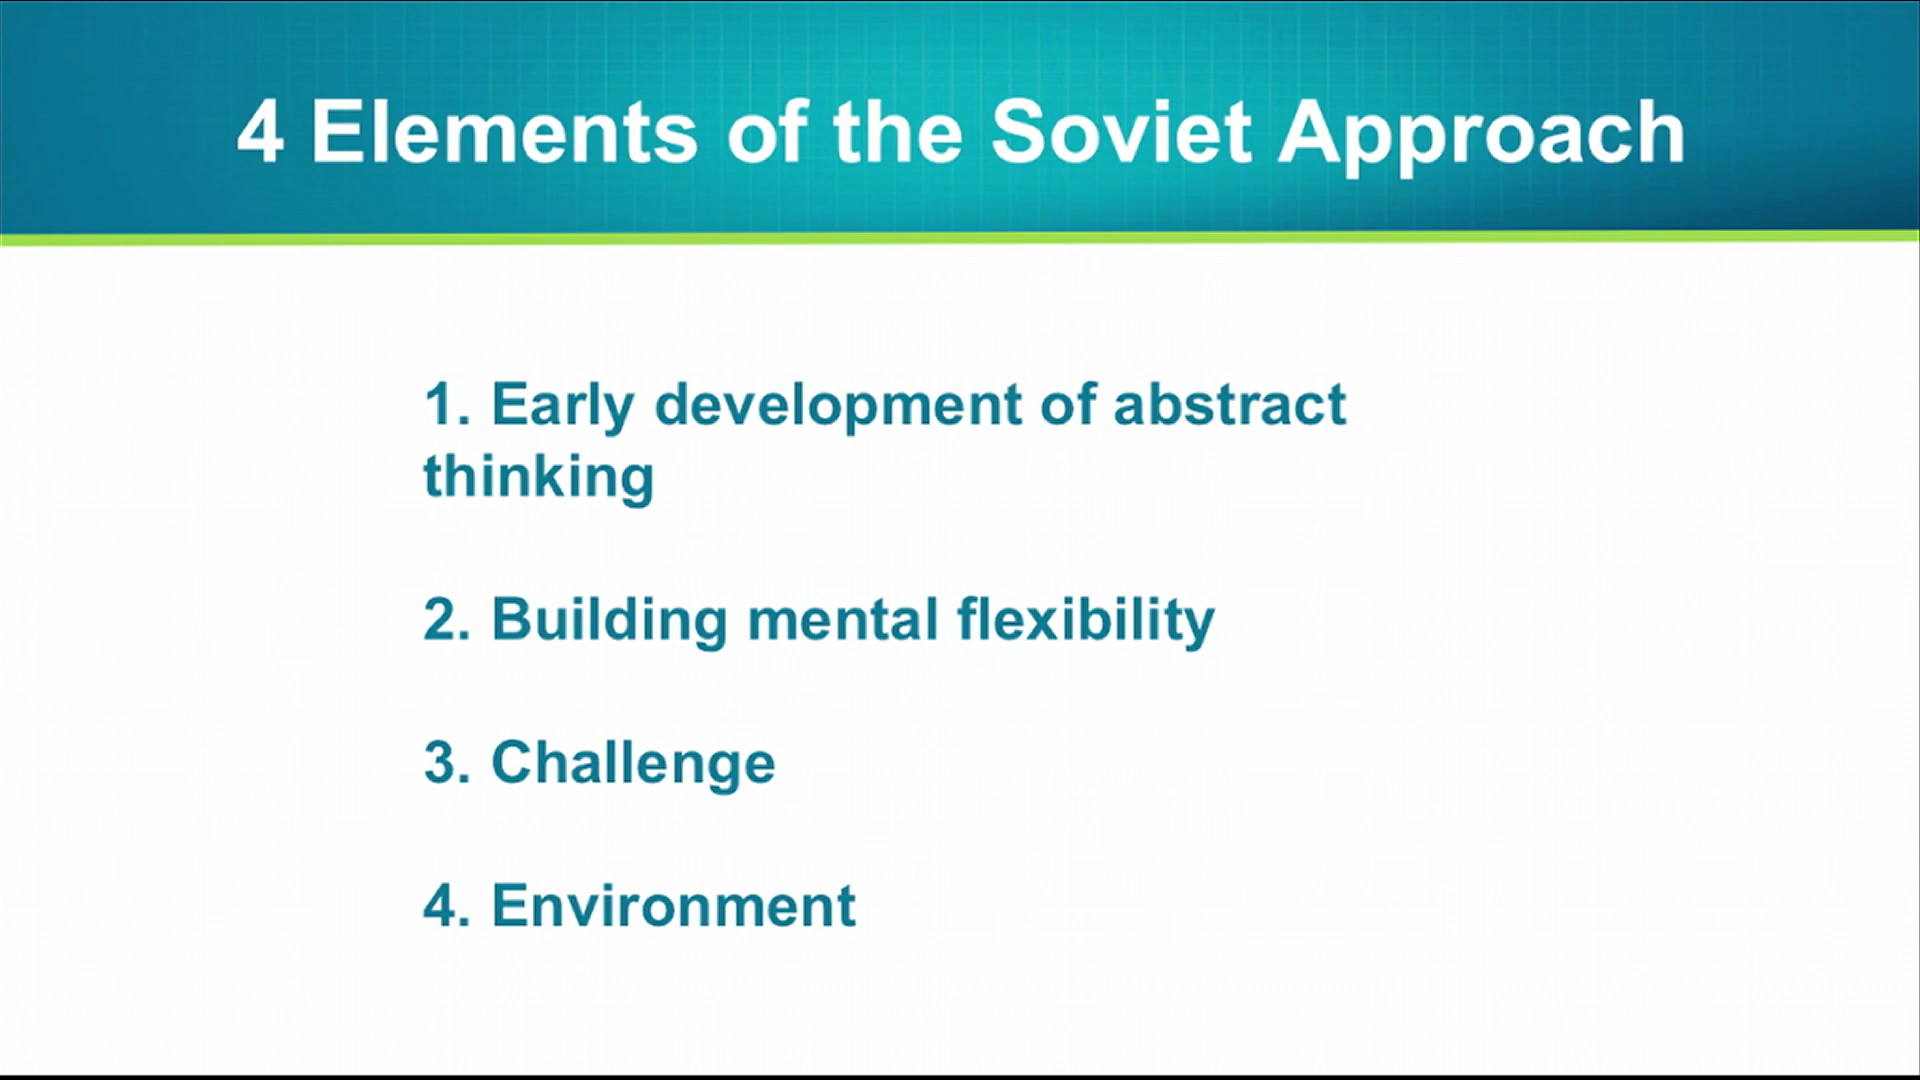 4 Elements of the Soviet Approach
1. Early development of abstract
thinking
2. Building mental flexibility
3. Challenge
4. Environment